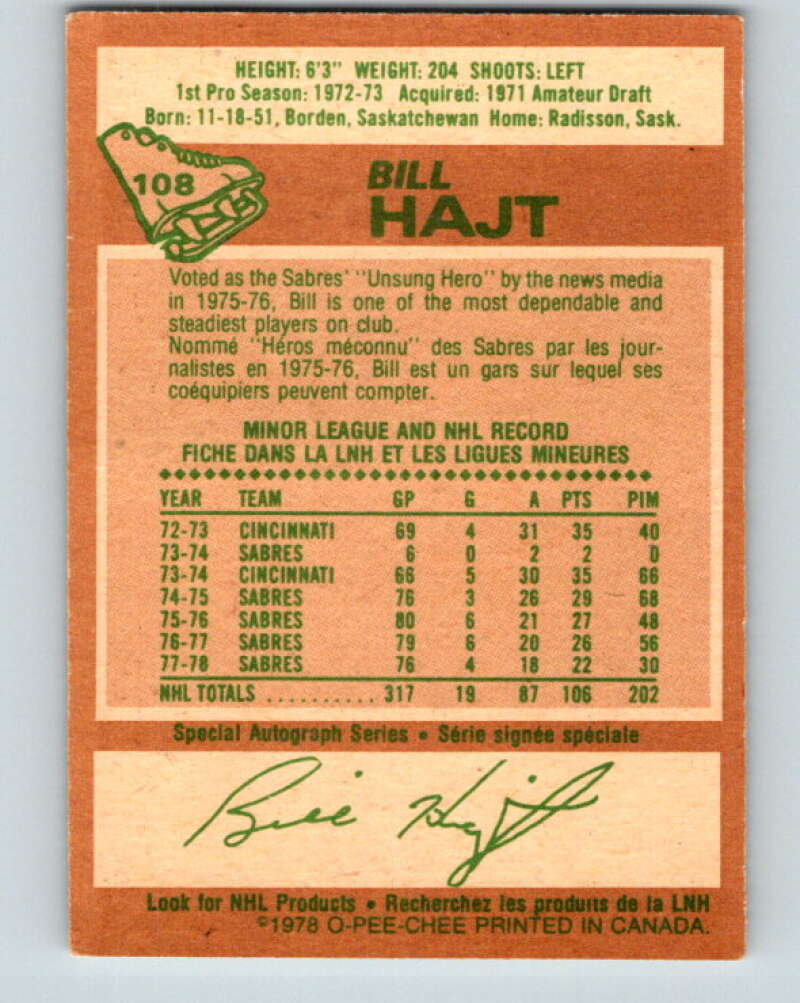 HEIGHT: 6'3" WEIGHT: 204 SHOOTS: LEFT
1st Pro Season: 1972-73 Acquired: 1971 Amateur Draft
Born: 11-18-51, Borden, Saskatchewan Home: Radisson, Sask.
108
BILL
HAJT
Voted as the Sabres' "Unsung Hero" by the news media
in 1975-76, Bill is one of the most dependable and
steadiest players on club.
Nommé "Héros méconnu" des Sabres par les jour-
nalistes en 1975-76, Bill est un gars sur lequel ses
coéquipiers peuvent compter.
MINOR LEAGUE AND NHL RECORD
FICHE DANS LA LNH ET LES LIGUES MINEURES
YEAR TEAM GP G A PTS PIM
72-73 CINCINNATI 69 4 31 35 40
73-74 SABRES 6 0 2 2 0
73-74 CINCINNATI 66 5 30 35 66
74-75 SABRES 76 3 26 29 68
75-76 SABRES 80 6 21 27 48
76-77 SABRES 79 6 20 26 56
77-78 SABRES 76 4 18 22 30
NHL TOTALS .......... 317 19 87 106 202
Special Autograph Series • Série signée spéciale
Bill Hajt
Look for NHL Products • Recherchez les produits de la LNH
©1978 O-PEE-CHEE PRINTED IN CANADA.